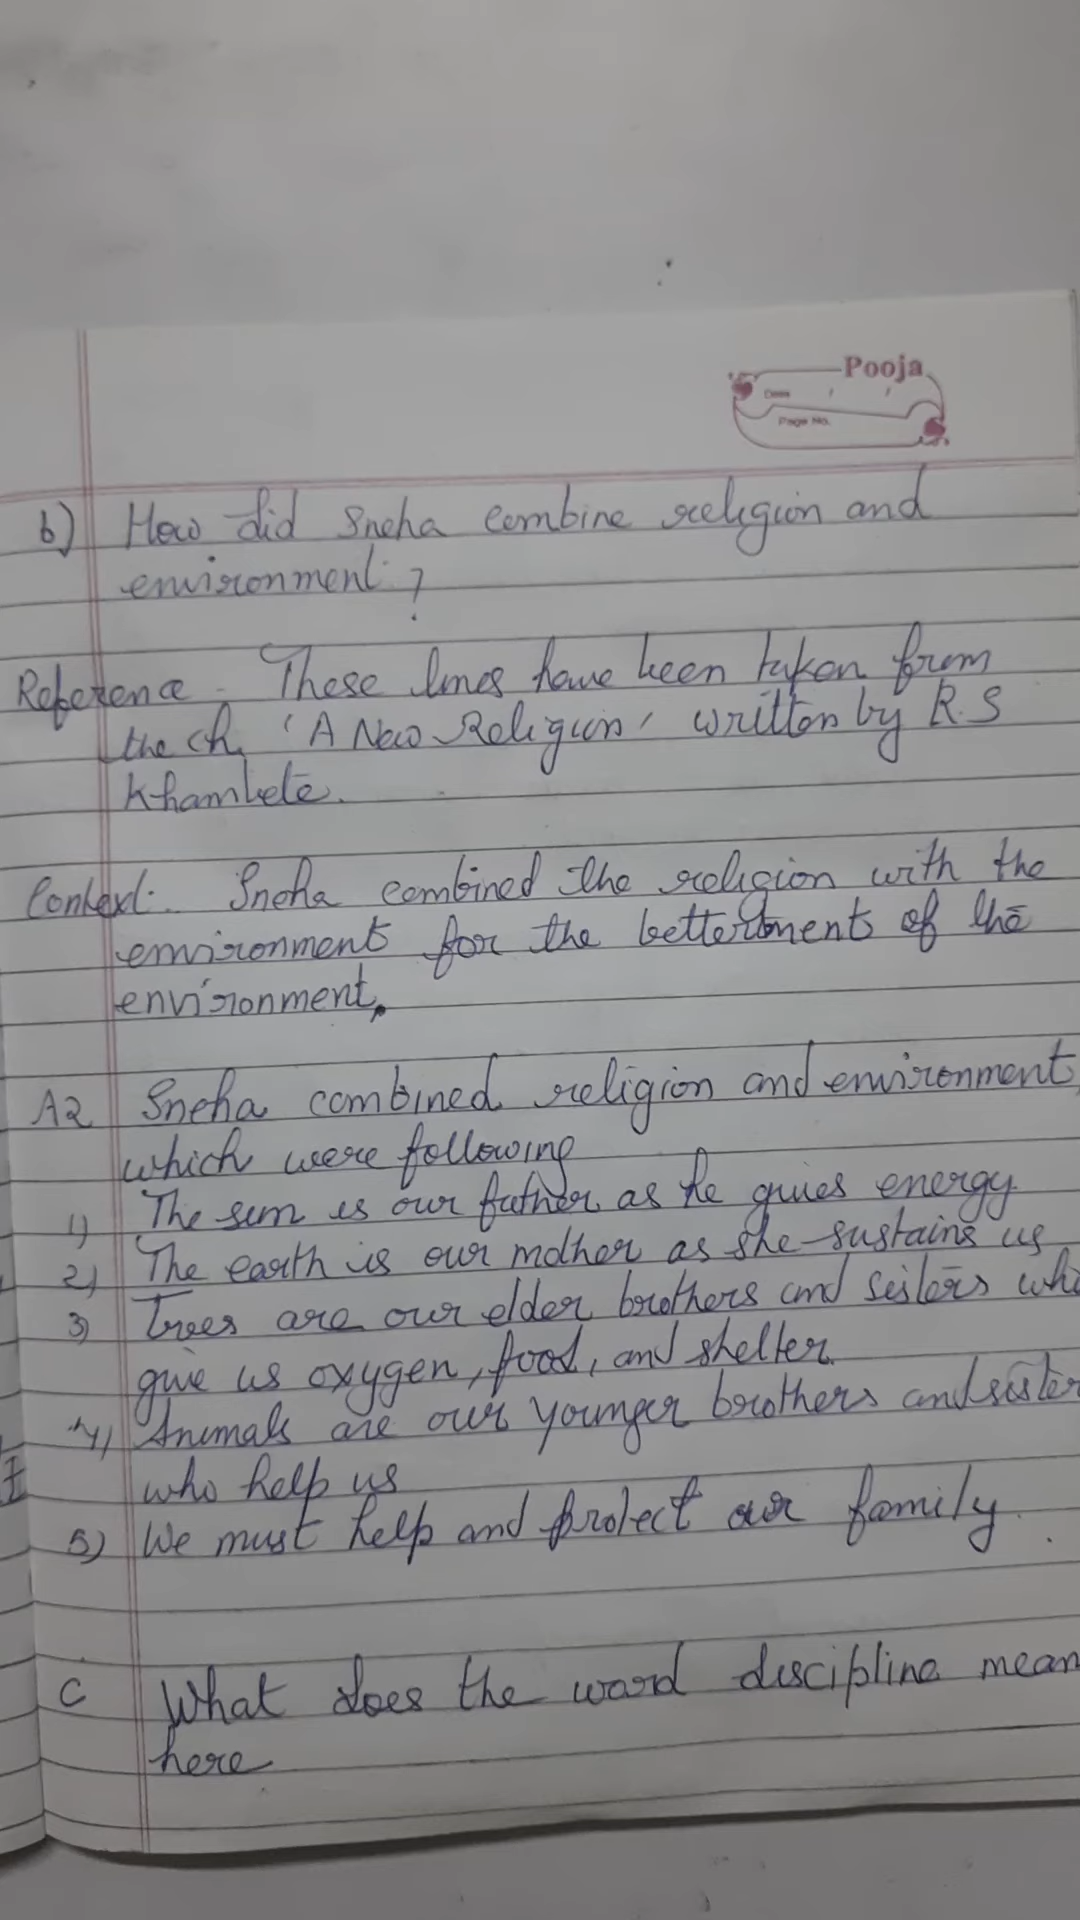 Pooja
Date / /
Page No.
b) How did Sneha combine religion and
environment ?
Reference - These lines have been taken from
the ch, 'A New Religion' written by R.S
Khambete.
Context:- Sneha combined the religion with the
environment for the betterment of the
environment.
A2 Sneha combined religion and environment
which were following
1) The sun is our father as he gives energy.
2) The earth is our mother as she sustains us
3) Trees are our elder brothers and sisters who
give us oxygen, food, and shelter.
4) Animals are our younger brothers and sister
who help us
5) We must help and protect our family.
C What does the word discipline mean
here